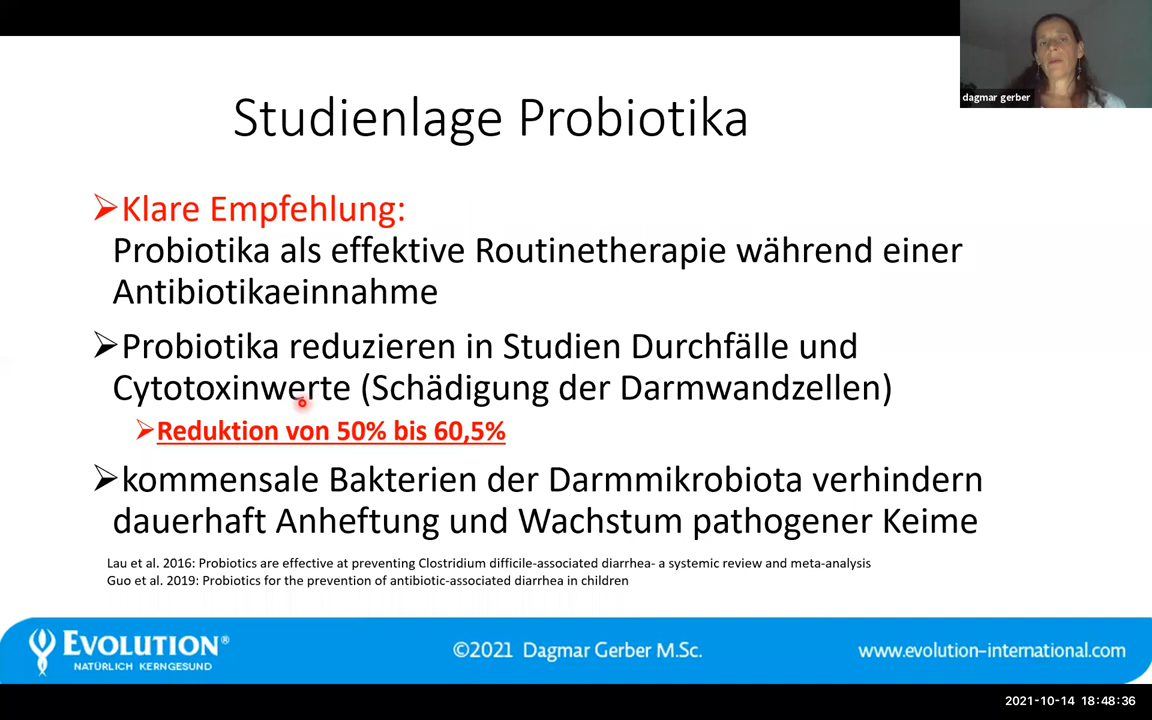 dagmar gerber
Studienlage Probiotika
Klare Empfehlung:
Probiotika als effektive Routinetherapie während einer
Antibiotikaeinnahme
Probiotika reduzieren in Studien Durchfälle und
Cytotoxinwerte (Schädigung der Darmwandzellen)
Reduktion von 50% bis 60,5%
kommensale Bakterien der Darmmikrobiota verhindern
dauerhaft Anheftung und Wachstum pathogener Keime
Lau et al. 2016: Probiotics are effective at preventing Clostridium difficile-associated diarrhea- a systemic review and meta-analysis
Guo et al. 2019: Probiotics for the prevention of antibiotic-associated diarrhea in children
EVOLUTION®
NATÜRLICH KERNGESUND
©2021 Dagmar Gerber M.Sc.
www.evolution-international.com
2021-10-14 18:48:36